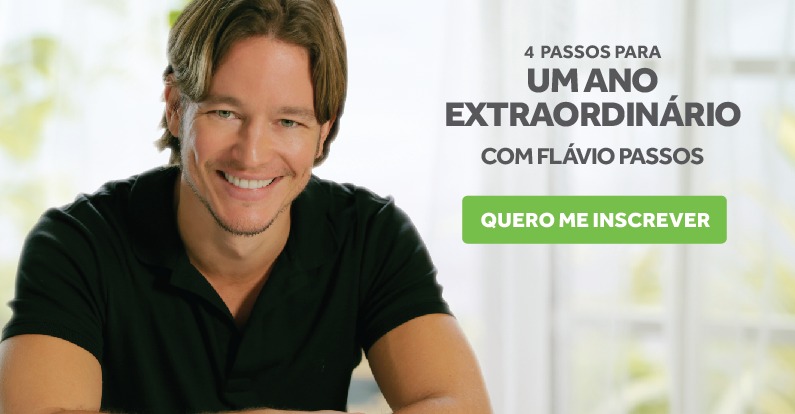 4 PASSOS PARA
UM ANO
EXTRAORDINÁRIO
COM FLÁVIO PASSOS
QUERO ME INSCREVER